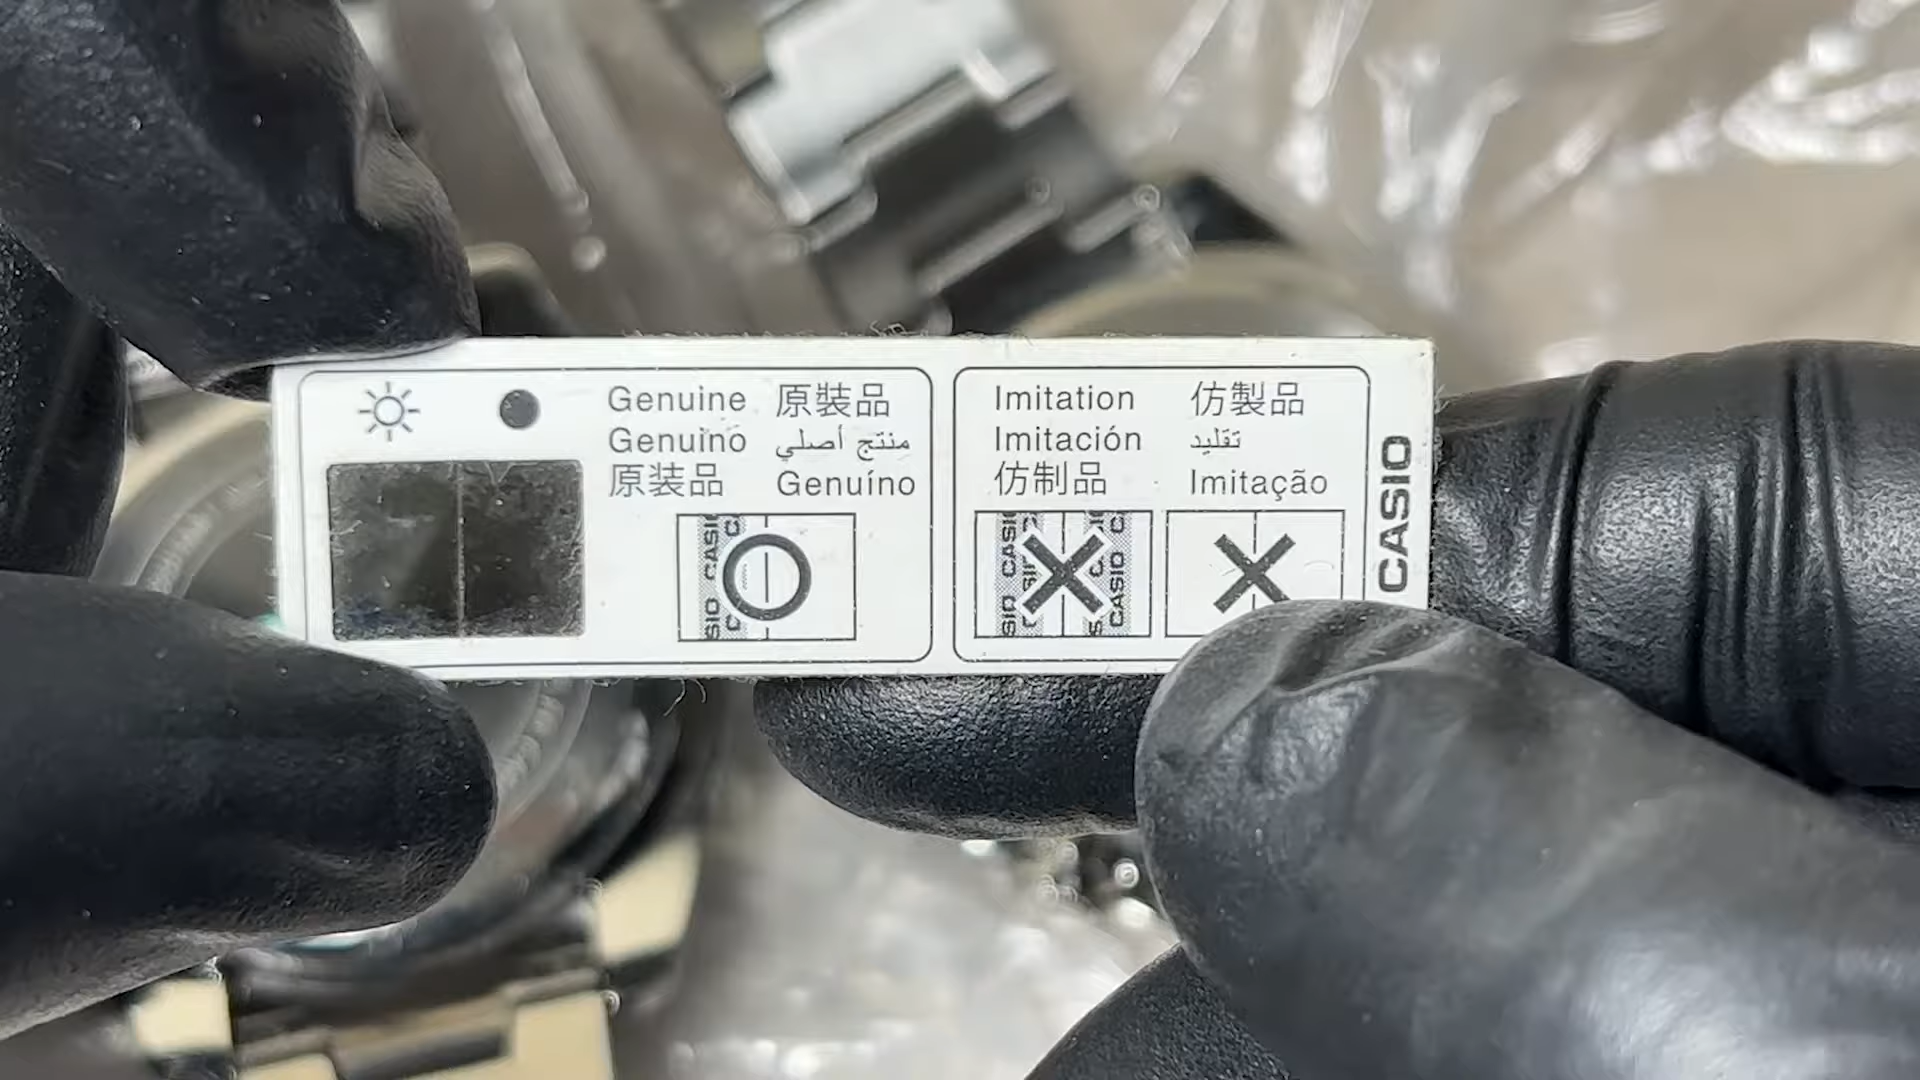 Genuine 原裝品
Genuino منتج أصلي
原装品 Genuíno
Imitation 仿製品
Imitación تقليد
仿制品 Imitação
CASIO